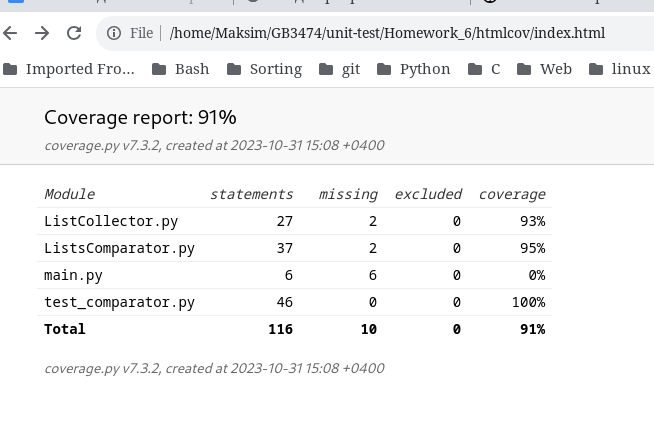 File /home/Maksim/GB3474/unit-test/Homework_6/htmlcov/index.html
Imported Fro... Bash Sorting git Python C Web linux
Coverage report: 91%
coverage.py v7.3.2, created at 2023-10-31 15:08 +0400
Module statements missing excluded coverage
ListCollector.py 27 2 0 93%
ListsComparator.py 37 2 0 95%
main.py 6 6 0 0%
test_comparator.py 46 0 0 100%
Total 116 10 0 91%
coverage.py v7.3.2, created at 2023-10-31 15:08 +0400